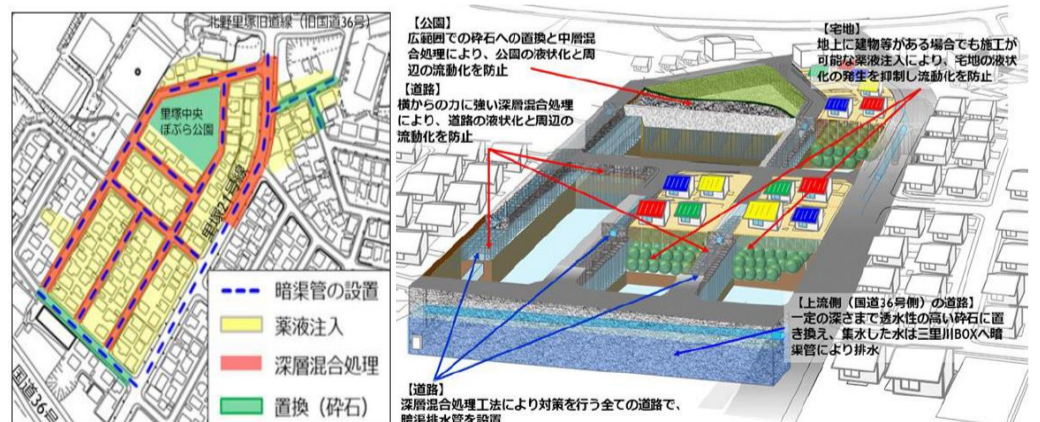 北野里塚旧道線（旧国道36号）
里塚中央
ぽぷら公園
里塚21号線
国道36号
暗渠管の設置
薬液注入
深層混合処理
置換（砕石）
【公園】
広範囲での砕石への置換と中層混
合処理により、公園の液状化と周
辺の流動化を防止
【道路】
横からの力に強い深層混合処理
により、道路の液状化と周辺の
流動化を防止
【宅地】
地上に建物等がある場合でも施工が
可能な薬液注入により、宅地の液状
化の発生を抑制し流動化を防止
【上流側（国道36号側）の道路】
一定の深さまで透水性の高い砕石に置
き換え、集水した水は三里川BOXへ暗
渠管により排水
【道路】
深層混合処理工法により対策を行う全ての道路で、
暗渠排水管を設置